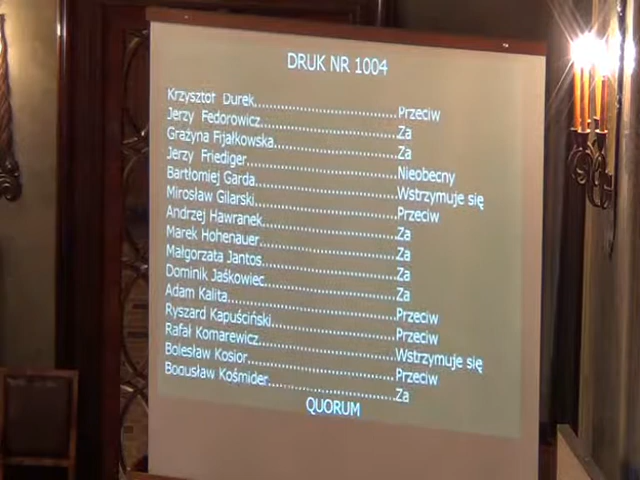 DRUK NR 1004
Krzysztof Durek..............................Przeciw
Jerzy Fedorowicz..............................Za
Grażyna Fijałkowska..............................Za
Jerzy Friediger..............................Nieobecny
Bartłomiej Garda..............................Wstrzymuje się
Mirosław Gilarski..............................Przeciw
Andrzej Hawranek..............................Za
Marek Hohenauer..............................Za
Małgorzata Jantos..............................Za
Dominik Jaśkowiec..............................Za
Adam Kalita..............................Przeciw
Ryszard Kapuściński..............................Przeciw
Rafał Komarewicz..............................Wstrzymuje się
Bolesław Kosior..............................Przeciw
Bogusław Kośmider..............................Za
QUORUM